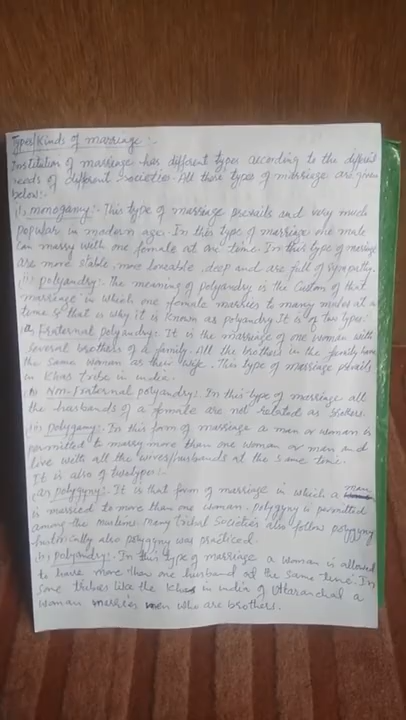 Types/Kinds of marriage :-
Institution of marriage has different types according to the different
needs of different Societies. All these types of marriage are given
below:-
(i) monogamy:- This type of marriage prevails and very much
popular in modern age. In this type of marriage one male
can marry with one female at one time. In this type of marriage
are more stable, more loveable, deep and are full of sympathy.
(ii) polyandry:- The meaning of polyandry is the custom of that
marriage in which one female marries to many males at a
time so that is why it is known as polyandry It is of two types:
(a) Fraternal polyandry: It is the marriage of one woman with
several brothers of a family. All the brothers in the family have
the same woman as their wife. This type of marriage prevails
in Khas tribe in india.
(b) Non-Fraternal polyandry:. In this type of marriage all
the husbands of a female are not related as brothers.
(iii) polygamy:- In this form of marriage a man or woman is
permitted to marry more than one woman or man and
live with all the wives/husbands at the same time.
It is also of twotypes:-
(a) polygyny:- It is that form of marriage in which a man
is married to more than one woman. polygyny is permitted
among the muslims. many Tribal Societies also follow polygyny
histrically also polygyny was practiced.
(b) polyandry:- In this type of marriage a woman is allowed
to have more than one husband at the same time. In
some tribes like the Khas in india of Uttaranchal a
woman marries men who are brothers.